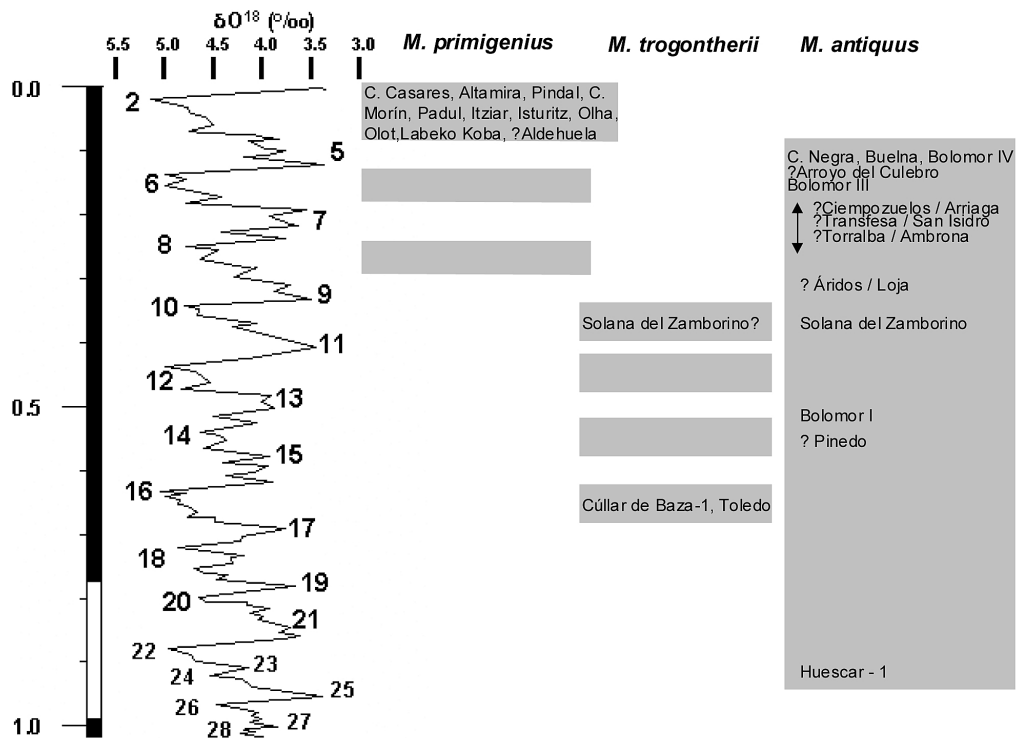 δO¹⁸ (º/oo)
5.5 5.0 4.5 4.0 3.5 3.0
M. primigenius
M. trogontherii
M. antiquus
0.0
0.5
1.0
2
5
6
7
8
9
10
11
12
13
14
15
16
17
18
19
20
21
22
23
24
25
26
27
28
C. Casares, Altamira, Pindal, C.
Morín, Padul, Itziar, Isturitz, Olha,
Olot,Labeko Koba, ?Aldehuela
Solana del Zamborino?
Cúllar de Baza-1, Toledo
C. Negra, Buelna, Bolomor IV
?Arroyo del Culebro
Bolomor III
?Ciempozuelos / Arriaga
?Transfesa / San Isidro
?Torralba / Ambrona
? Áridos / Loja
Solana del Zamborino
Bolomor I
? Pinedo
Huescar - 1